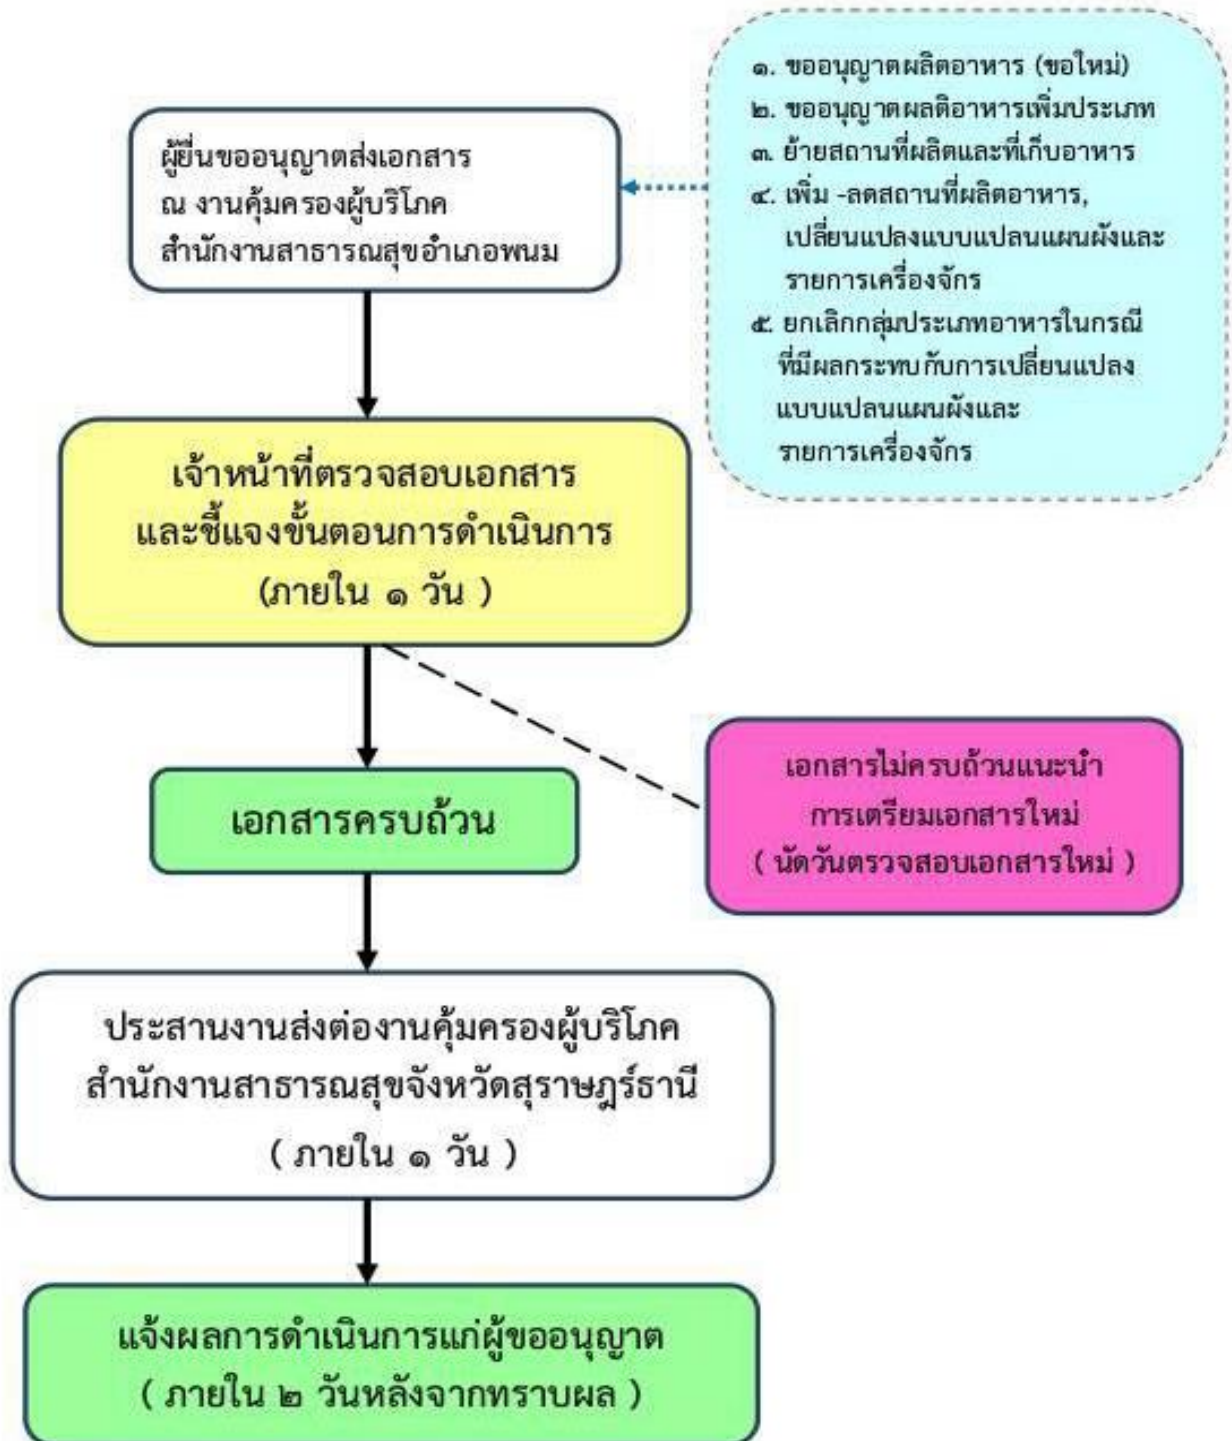 ผู้ยื่นขออนุญาตส่งเอกสาร
ณ งานคุ้มครองผู้บริโภค
สำนักงานสาธารณสุขอำเภอพนม
๑. ขออนุญาตผลิตอาหาร (ขอใหม่)
๒. ขออนุญาตผลติอาหารเพิ่มประเภท
๓. ย้ายสถานที่ผลิตและที่เก็บอาหาร
๔. เพิ่ม -ลดสถานที่ผลิตอาหาร,
เปลี่ยนแปลงแบบแปลนแผนผังและ
รายการเครื่องจักร
๕. ยกเลิกกลุ่มประเภทอาหารในกรณี
ที่มีผลกระทบกับการเปลี่ยนแปลง
แบบแปลนแผนผังและ
รายการเครื่องจักร
เจ้าหน้าที่ตรวจสอบเอกสาร
และชี้แจงขั้นตอนการดำเนินการ
(ภายใน ๑ วัน )
เอกสารครบถ้วน
เอกสารไม่ครบถ้วนแนะนำ
การเตรียมเอกสารใหม่
( นัดวันตรวจสอบเอกสารใหม่ )
ประสานงานส่งต่องานคุ้มครองผู้บริโภค
สำนักงานสาธารณสุขจังหวัดสุราษฎร์ธานี
( ภายใน ๑ วัน )
แจ้งผลการดำเนินการแก่ผู้ขออนุญาต
( ภายใน ๒ วันหลังจากทราบผล )